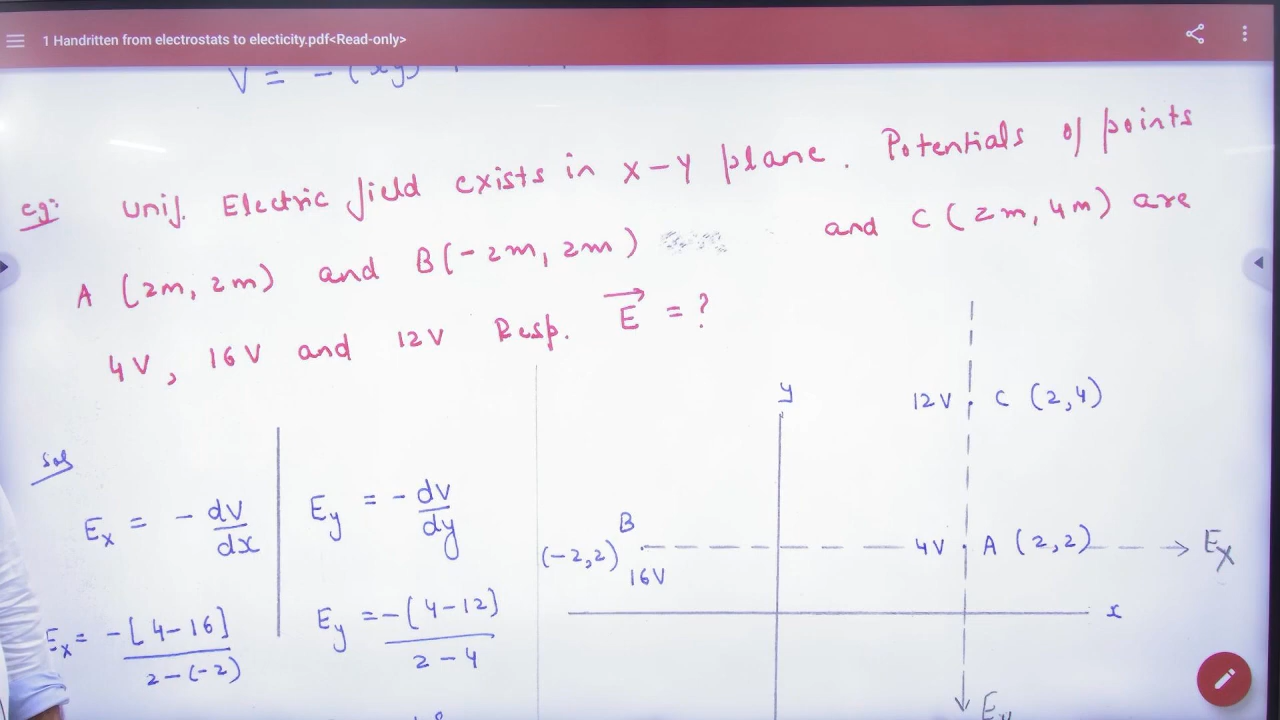 1 Handritten from electrostats to electicity.pdf<Read-only>
V = - (xy)
eg: Unif. Electric field exists in x-y plane. Potentials of points
A (2m, 2m) and B(-2m, 2m) and C (2m, 4m) are
4V, 16V and 12V Resp. E⃗ = ?
Sol
Ex = - dv/dx
Ey = - dv/dy
Ex = -[4-16] / 2-(-2)
Ey = -[4-12] / 2-4
y
12V C (2,4)
B
(-2,2) 4V A (2,2) Ex
16V
x
Ey